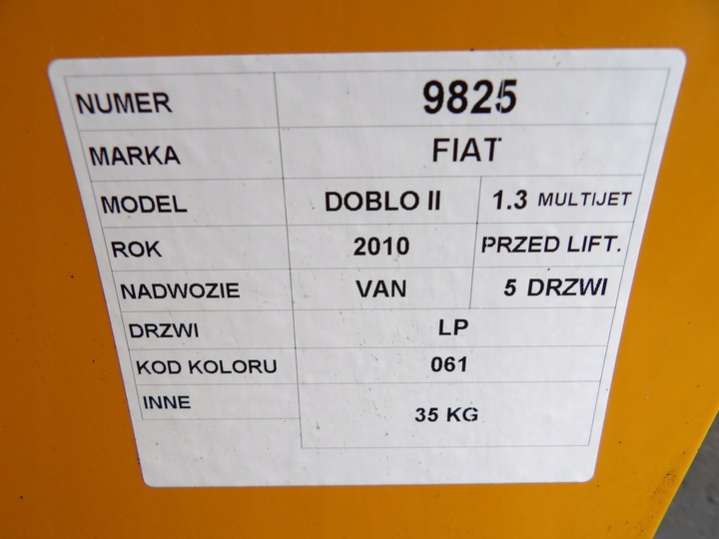 NUMER 9825
MARKA FIAT
MODEL DOBLO II 1.3 MULTIJET
ROK 2010 PRZED LIFT.
NADWOZIE VAN 5 DRZWI
DRZWI LP
KOD KOLORU 061
INNE 35 KG